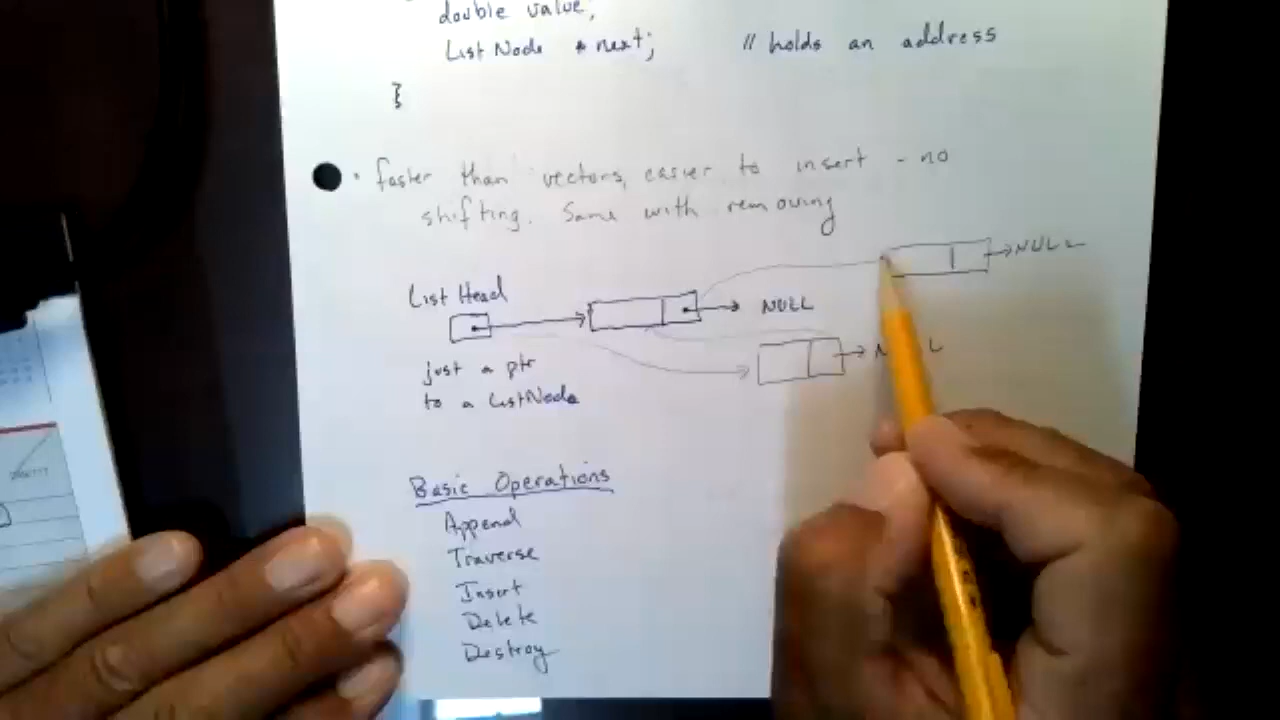 double value;
ListNode * next; // holds an address
}
• faster than vectors, easier to insert - no
shifting. Same with removing
NULL
List Head
NULL
just a ptr
to a ListNode
Basic Operations
Append
Traverse
Insert
Delete
Destroy